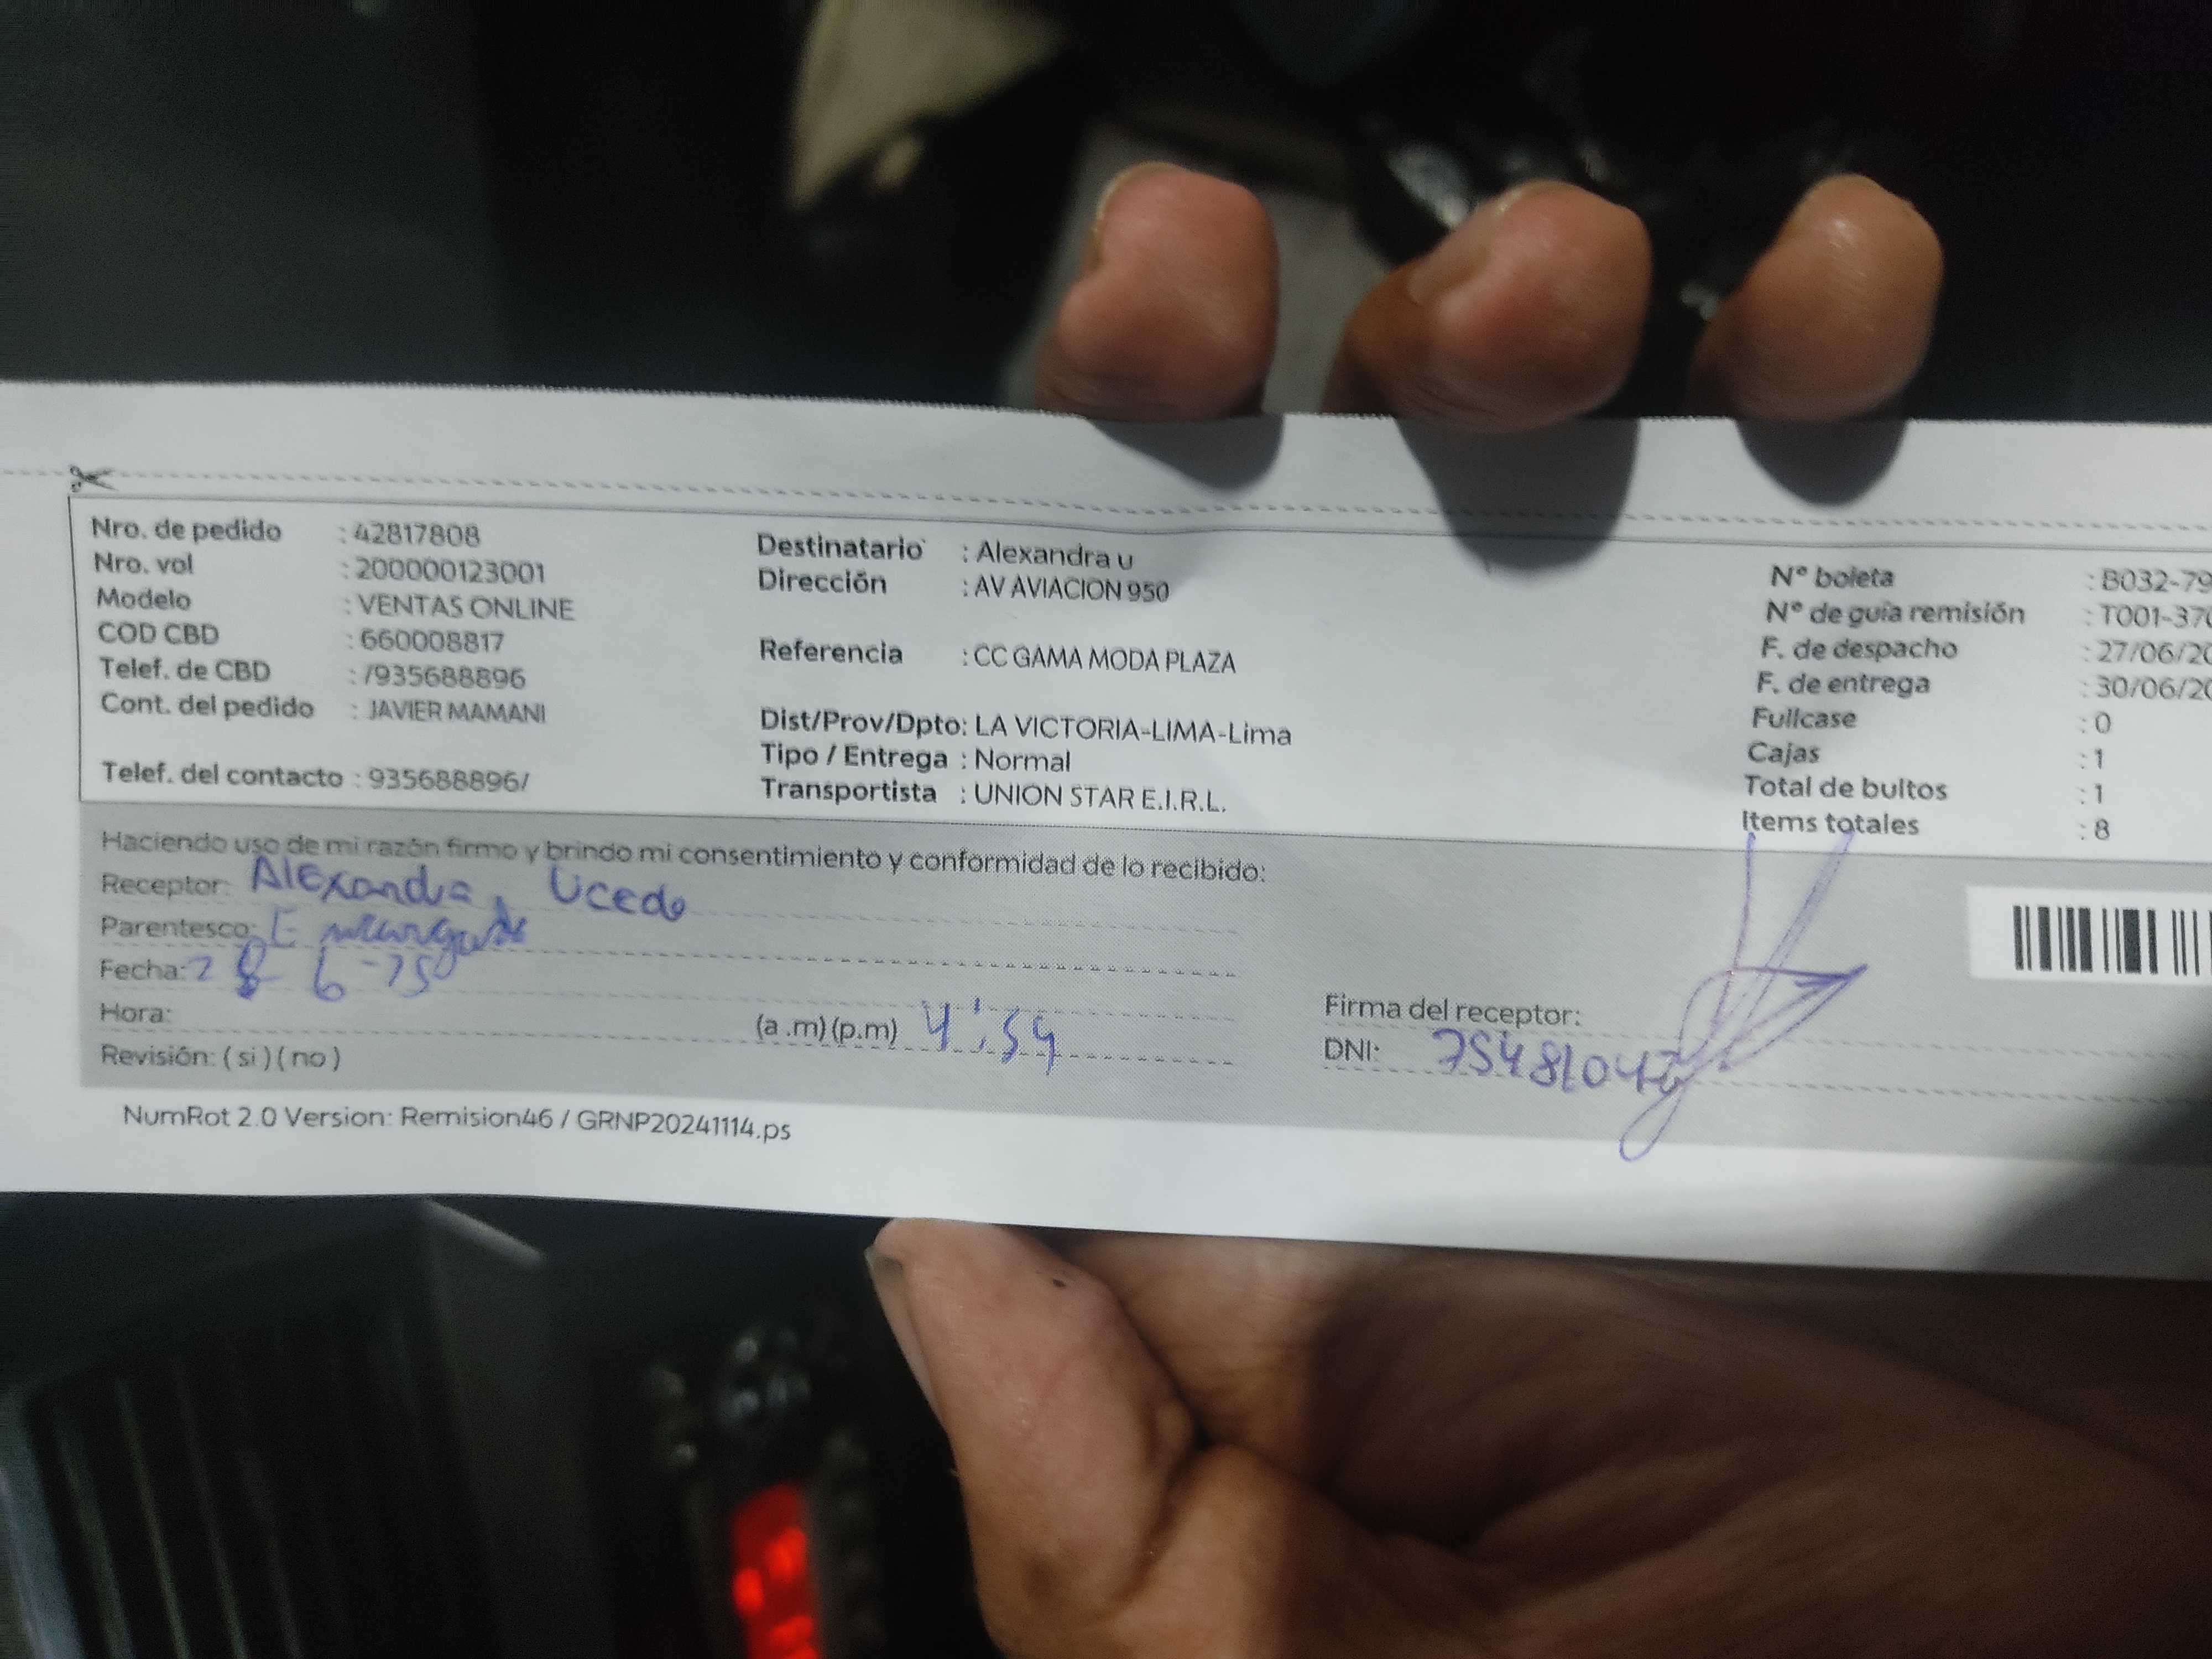 Nro. de pedido : 42817808
Nro. vol : 200000123001
Modelo : VENTAS ONLINE
COD CBD : 660008817
Telef. de CBD : /935688896
Cont. del pedido : JAVIER MAMANI
Telef. del contacto : 935688896/
Destinatario : Alexandra u
Dirección : AV AVIACION 950
Referencia : CC GAMA MODA PLAZA
Dist/Prov/Dpto: LA VICTORIA-LIMA-Lima
Tipo / Entrega : Normal
Transportista : UNION STAR E.I.R.L.
N° boleta : B032-79
N° de guía remisión : T001-370
F. de despacho : 27/06/20
F. de entrega : 30/06/20
Fullcase : 0
Cajas : 1
Total de bultos : 1
Items totales : 8
Haciendo uso de mi razón firmo y brindo mi consentimiento y conformidad de lo recibido:
Receptor: Alexandra Ucedo
Parentesco: Encargada
Fecha: 28 6-25
Hora: (a .m) (p.m) 4:54
Revisión: ( si ) ( no )
Firma del receptor:
DNI:
NumRot 2.0 Version: Remision46 / GRNP20241114.ps